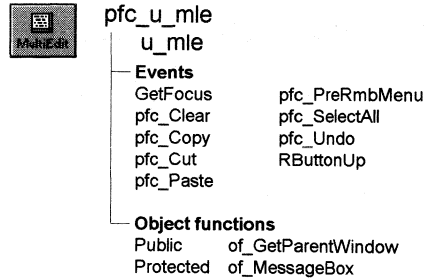 MultiEdit
pfc_u_mle
u_mle
Events
GetFocus pfc_PreRmbMenu
pfc_Clear pfc_SelectAll
pfc_Copy pfc_Undo
pfc_Cut RButtonUp
pfc_Paste
Object functions
Public of_GetParentWindow
Protected of_MessageBox